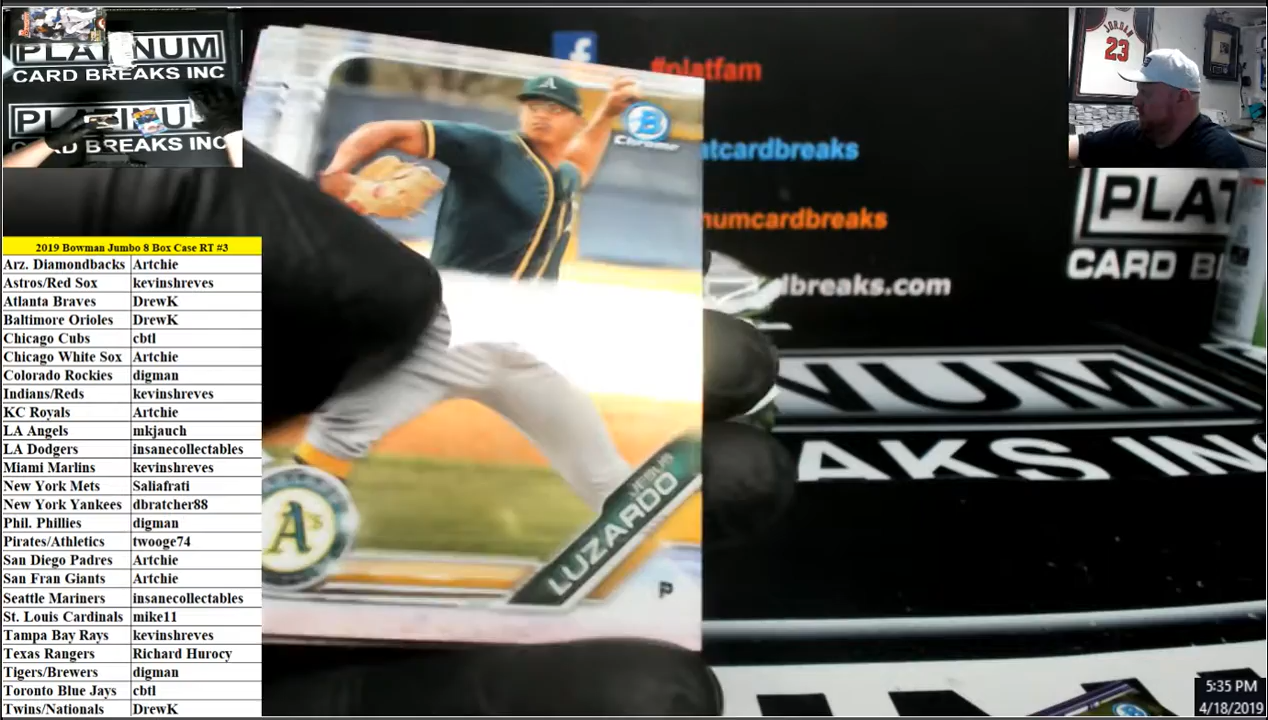 PLATINUM
CARD BREAKS INC
PLATINU
CARD BREAKS INC
#platfam
atcardbreaks
numcardbreaks
dbreaks.com
JORDAN
23
PLAT
CARD B
NUM
AKS INC
A
B
Chrome
A's
JESUS
LUZARDO
P
2019 Bowman Jumbo 8 Box Case RT #3
Arz. Diamondbacks Artchie
Astros/Red Sox kevinshreves
Atlanta Braves DrewK
Baltimore Orioles DrewK
Chicago Cubs cbtl
Chicago White Sox Artchie
Colorado Rockies digman
Indians/Reds kevinshreves
KC Royals Artchie
LA Angels mkjauch
LA Dodgers insanecollectables
Miami Marlins kevinshreves
New York Mets Saliafrati
New York Yankees dbratcher88
Phil. Phillies digman
Pirates/Athletics twooge74
San Diego Padres Artchie
San Fran Giants Artchie
Seattle Mariners insanecollectables
St. Louis Cardinals mike11
Tampa Bay Rays kevinshreves
Texas Rangers Richard Hurocy
Tigers/Brewers digman
Toronto Blue Jays cbtl
Twins/Nationals DrewK
5:35 PM
4/18/2019